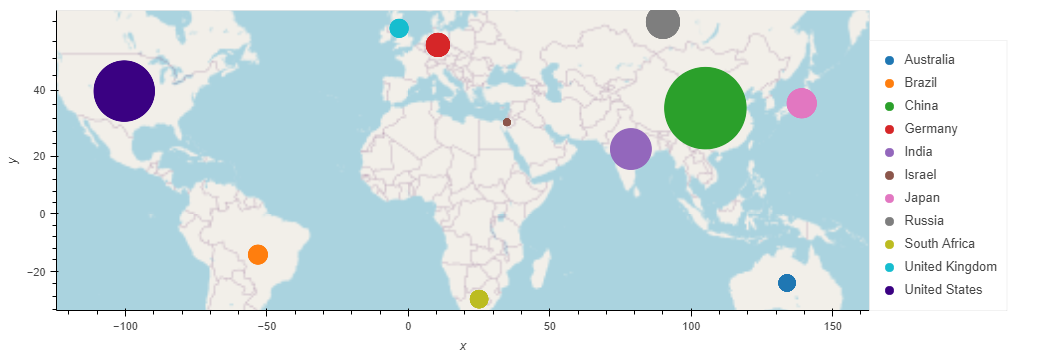 y
40
20
0
−20
−100
−50
0
50
100
150
x
Australia
Brazil
China
Germany
India
Israel
Japan
Russia
South Africa
United Kingdom
United States